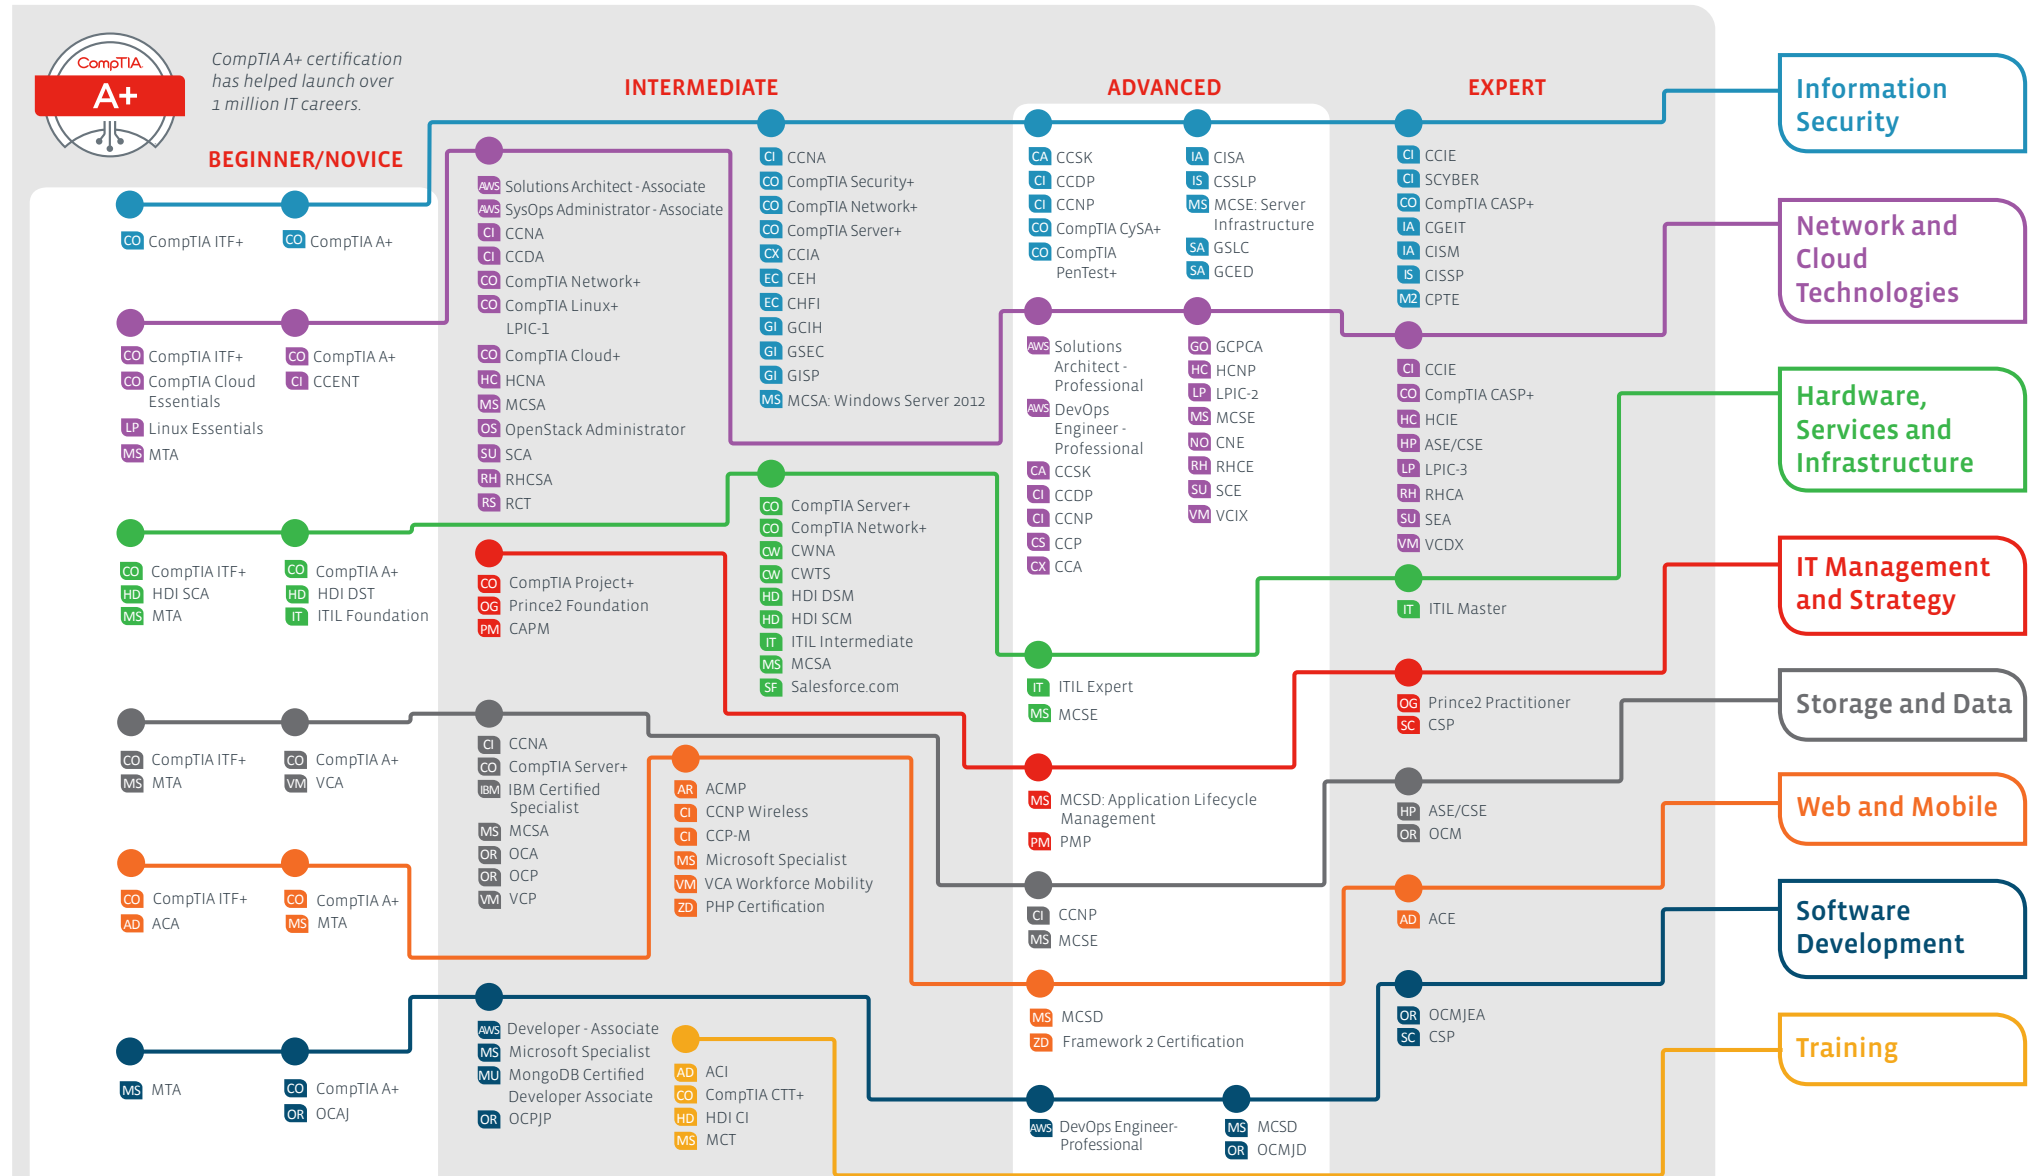 CompTIA
A+
CompTIA A+ certification
has helped launch over
1 million IT careers.
BEGINNER/NOVICE
INTERMEDIATE
ADVANCED
EXPERT
Information
Security
CO CompTIA ITF+
CO CompTIA A+
CI CCNA
CO CompTIA Security+
CO CompTIA Network+
CO CompTIA Server+
CX CCIA
EC CEH
EC CHFI
GI GCIH
GI GSEC
GI GISP
MS MCSA: Windows Server 2012
CA CCSK
CI CCDP
CI CCNP
CO CompTIA CySA+
CO CompTIA
PenTest+
IA CISA
IS CSSLP
MS MCSE: Server
Infrastructure
SA GSLC
SA GCED
CI CCIE
CI SCYBER
CO CompTIA CASP+
IA CGEIT
IA CISM
IS CISSP
M2 CPTE
Network and
Cloud
Technologies
CO CompTIA ITF+
CO CompTIA Cloud
Essentials
LP Linux Essentials
MS MTA
CO CompTIA A+
CI CCENT
AWS Solutions Architect - Associate
AWS SysOps Administrator - Associate
CI CCNA
CI CCDA
CO CompTIA Network+
CO CompTIA Linux+
LPIC-1
CO CompTIA Cloud+
HC HCNA
MS MCSA
OS OpenStack Administrator
SU SCA
RH RHCSA
RS RCT
AWS Solutions
Architect -
Professional
AWS DevOps
Engineer -
Professional
CA CCSK
CI CCDP
CI CCNP
CS CCP
CX CCA
GO GCPCA
HC HCNP
LP LPIC-2
MS MCSE
NO CNE
RH RHCE
SU SCE
VM VCIX
CI CCIE
CO CompTIA CASP+
HC HCIE
HP ASE/CSE
LP LPIC-3
RH RHCA
SU SEA
VM VCDX
Hardware,
Services and
Infrastructure
CO CompTIA ITF+
HD HDI SCA
MS MTA
CO CompTIA A+
HD HDI DST
IT ITIL Foundation
CO CompTIA Server+
CO CompTIA Network+
CW CWNA
CW CWTS
HD HDI DSM
HD HDI SCM
IT ITIL Intermediate
MS MCSA
SF Salesforce.com
IT ITIL Expert
MS MCSE
IT ITIL Master
IT Management
and Strategy
CO CompTIA Project+
OG Prince2 Foundation
PM CAPM
MS MCSD: Application Lifecycle
Management
PM PMP
OG Prince2 Practitioner
SC CSP
Storage and Data
CO CompTIA ITF+
MS MTA
CO CompTIA A+
VM VCA
CI CCNA
CO CompTIA Server+
IBM IBM Certified
Specialist
MS MCSA
OR OCA
OR OCP
VM VCP
CI CCNP
MS MCSE
HP ASE/CSE
OR OCM
Web and Mobile
CO CompTIA ITF+
AD ACA
CO CompTIA A+
MS MTA
AR ACMP
CI CCNP Wireless
CI CCP-M
MS Microsoft Specialist
VM VCA Workforce Mobility
ZD PHP Certification
MS MCSD
ZD Framework 2 Certification
AD ACE
Software
Development
MS MTA
CO CompTIA A+
OR OCAJ
AWS Developer - Associate
MS Microsoft Specialist
MU MongoDB Certified
Developer Associate
OR OCPJP
AWS DevOps Engineer-
Professional
MS MCSD
OR OCMJD
OR OCMJEA
SC CSP
Training
AD ACI
CO CompTIA CTT+
HD HDI CI
MS MCT